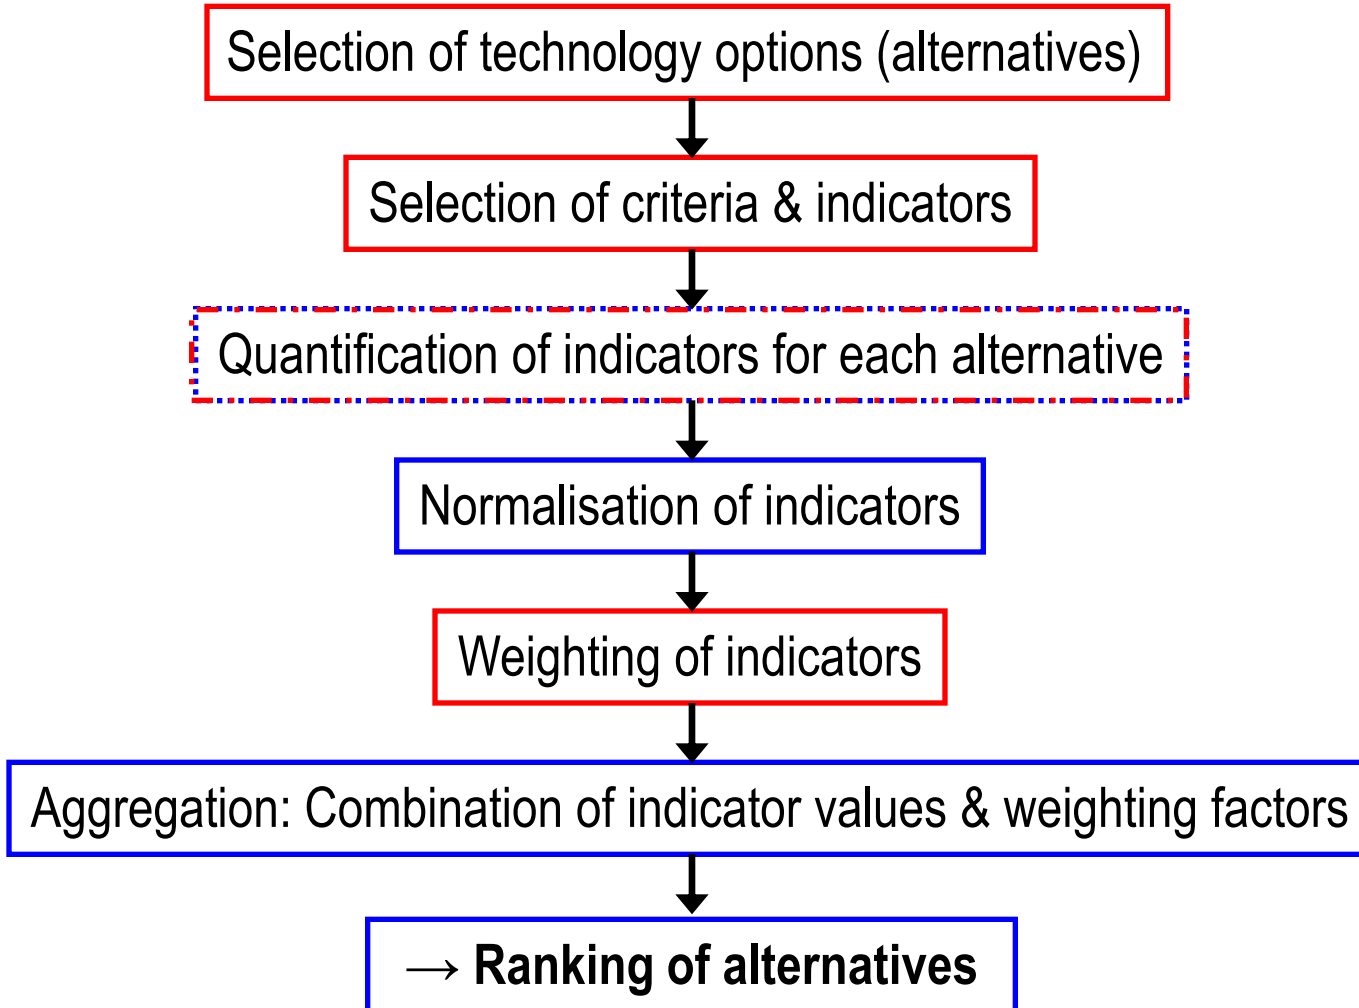 Selection of technology options (alternatives)
Selection of criteria & indicators
Quantification of indicators for each alternative
Normalisation of indicators
Weighting of indicators
Aggregation: Combination of indicator values & weighting factors
→ Ranking of alternatives